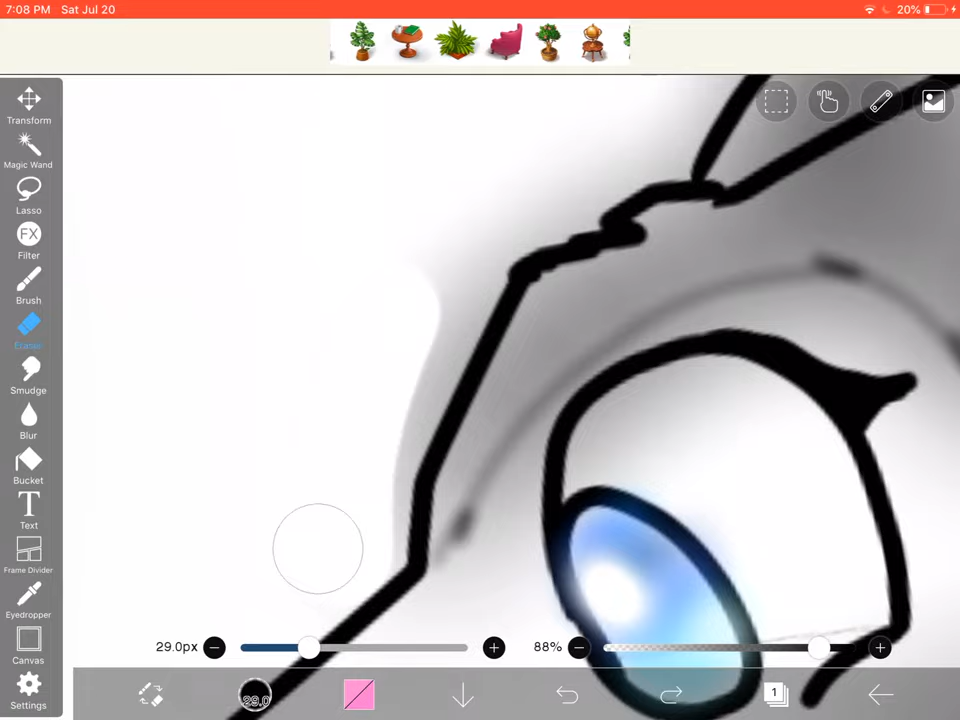 7:08 PM Sat Jul 20
20%
Transform
Magic Wand
Lasso
FX
Filter
Brush
Eraser
Smudge
Blur
Bucket
T
Text
Frame Divider
Eyedropper
Canvas
Settings
29.0px
88%
29.0
1